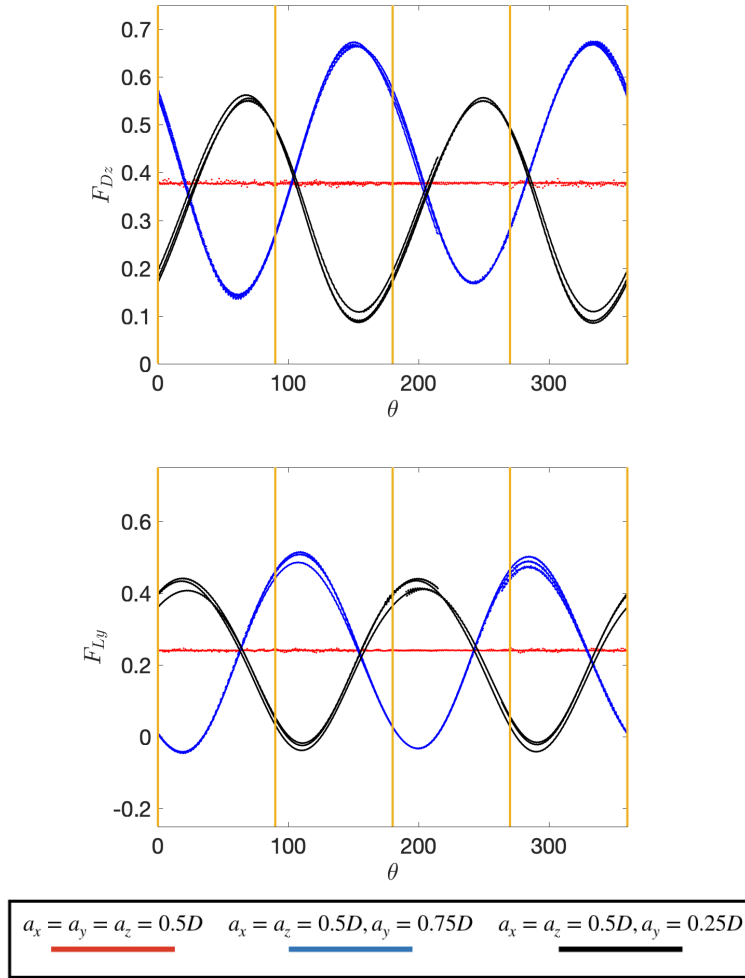 0.7
0.6
0.5
0.4
0.3
0.2
0.1
0
F_{Dz}
0 100 200 300
θ
0.6
0.4
0.2
0
-0.2
F_{Ly}
0 100 200 300
θ
a_x = a_y = a_z = 0.5D a_x = a_z = 0.5D, a_y = 0.75D a_x = a_z = 0.5D, a_y = 0.25D